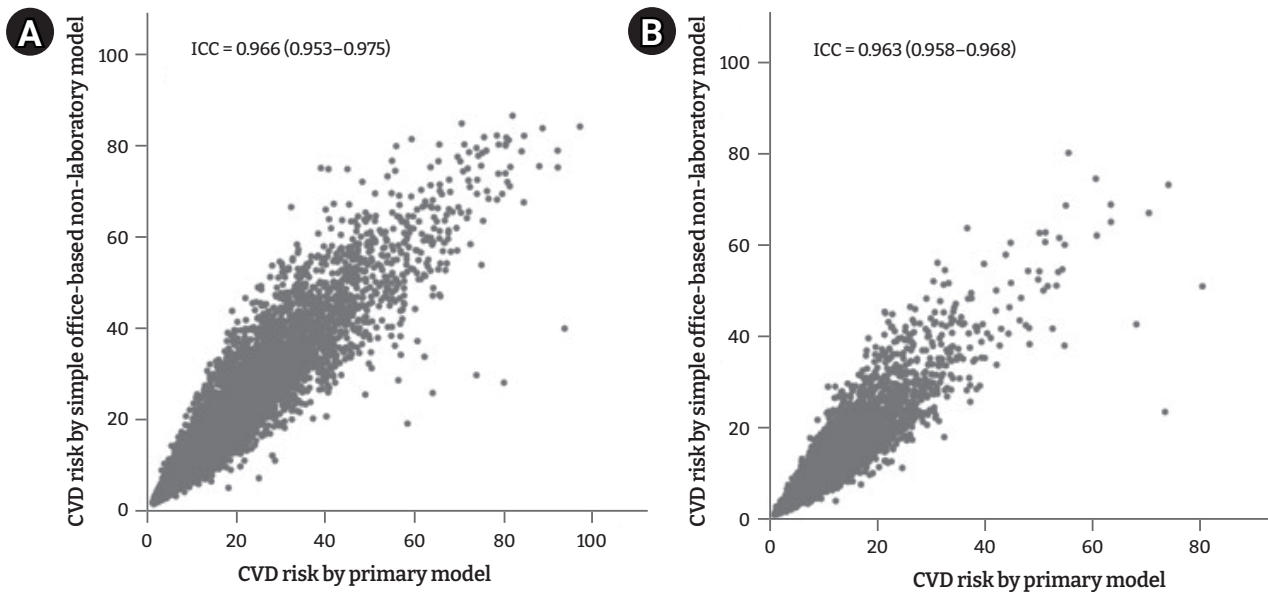 A
CVD risk by simple office-based non-laboratory model
ICC = 0.966 (0.953–0.975)
100
80
60
40
20
0
0 20 40 60 80 100
CVD risk by primary model
B
CVD risk by simple office-based non-laboratory model
ICC = 0.963 (0.958–0.968)
100
80
60
40
20
0
0 20 40 60 80
CVD risk by primary model